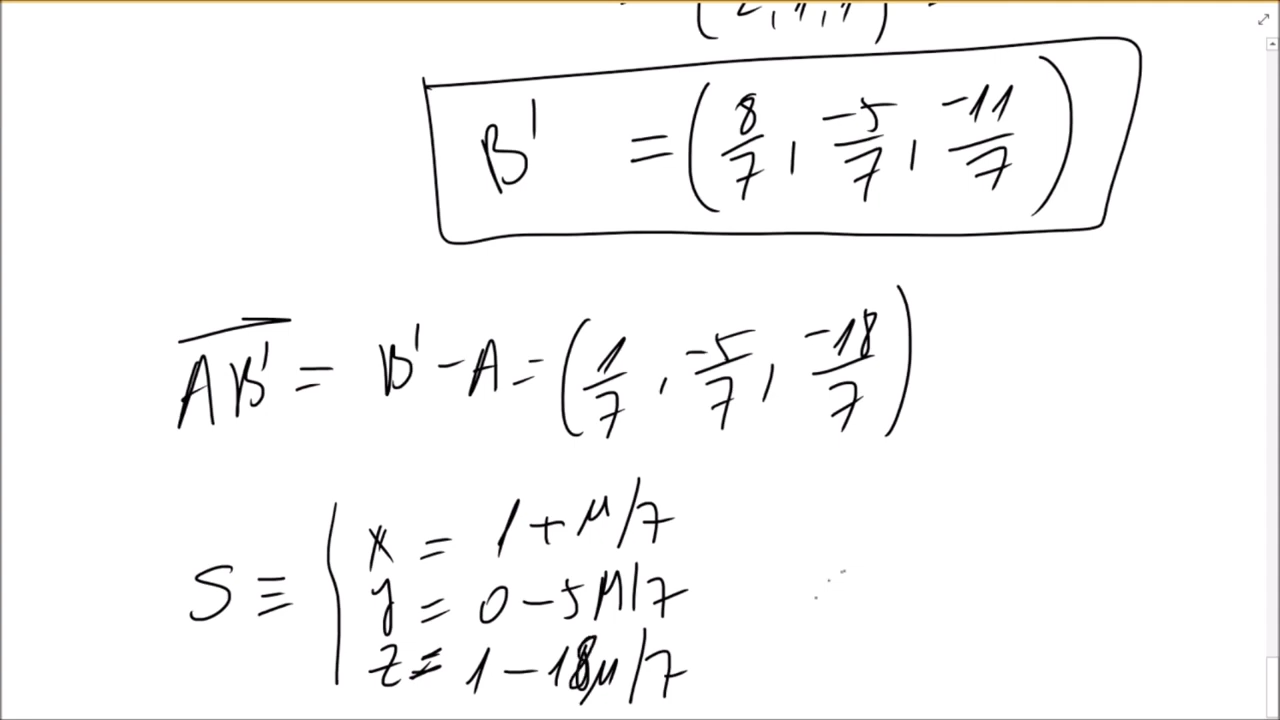 B' = (8/7, -5/7, -11/7)
AB' = B' - A = (1/7, -5/7, -18/7)
S ≡ { x = 1 + μ/7
y = 0 - 5μ/7
z = 1 - 18μ/7